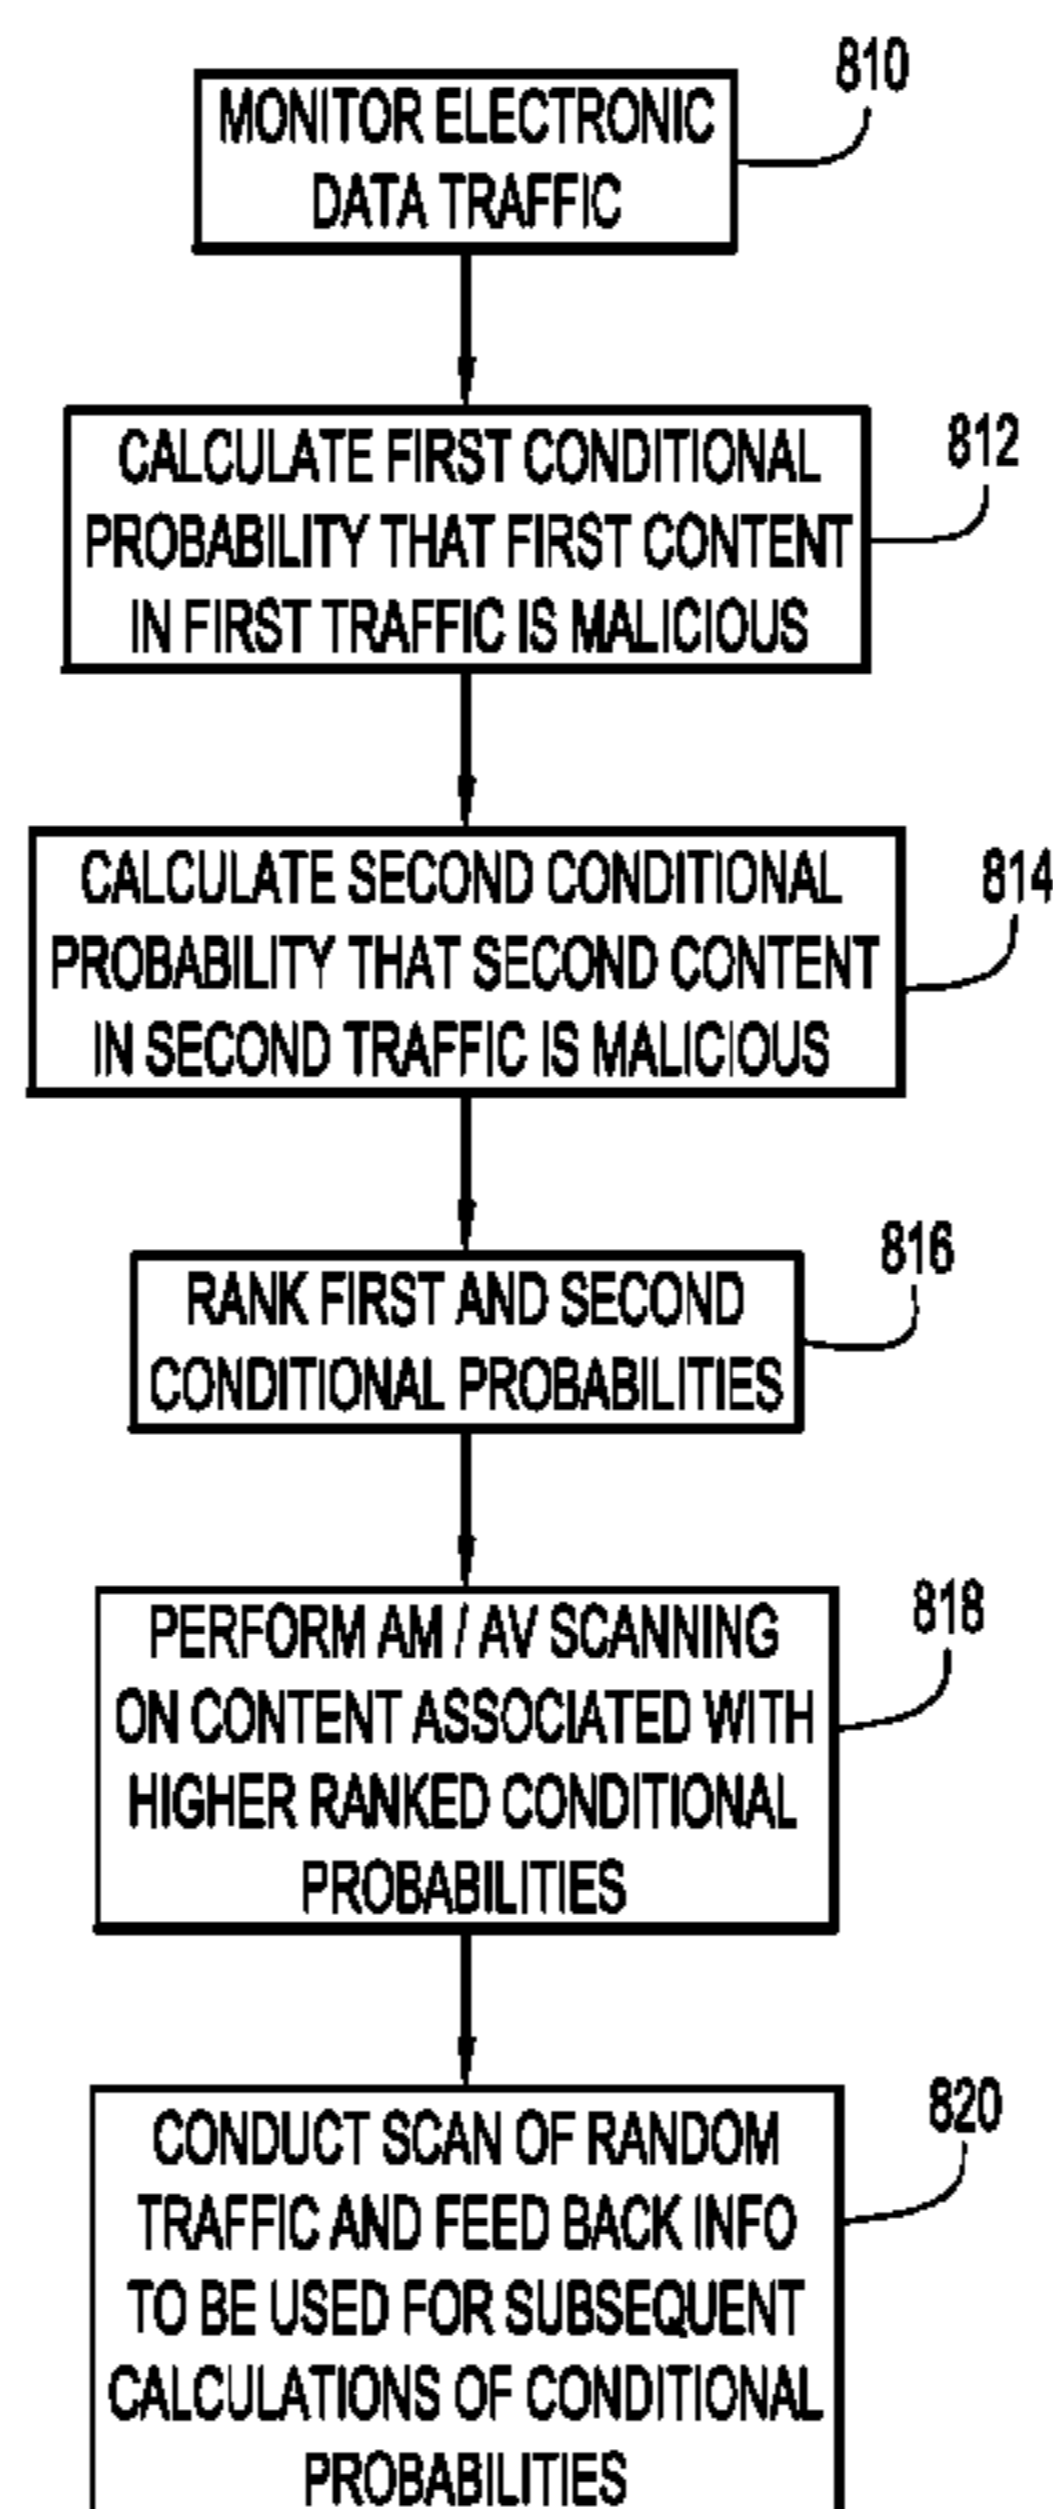 810
MONITOR ELECTRONIC
DATA TRAFFIC
812
CALCULATE FIRST CONDITIONAL
PROBABILITY THAT FIRST CONTENT
IN FIRST TRAFFIC IS MALICIOUS
814
CALCULATE SECOND CONDITIONAL
PROBABILITY THAT SECOND CONTENT
IN SECOND TRAFFIC IS MALICIOUS
816
RANK FIRST AND SECOND
CONDITIONAL PROBABILITIES
818
PERFORM AM / AV SCANNING
ON CONTENT ASSOCIATED WITH
HIGHER RANKED CONDITIONAL
PROBABILITIES
820
CONDUCT SCAN OF RANDOM
TRAFFIC AND FEED BACK INFO
TO BE USED FOR SUBSEQUENT
CALCULATIONS OF CONDITIONAL
PROBABILITIES